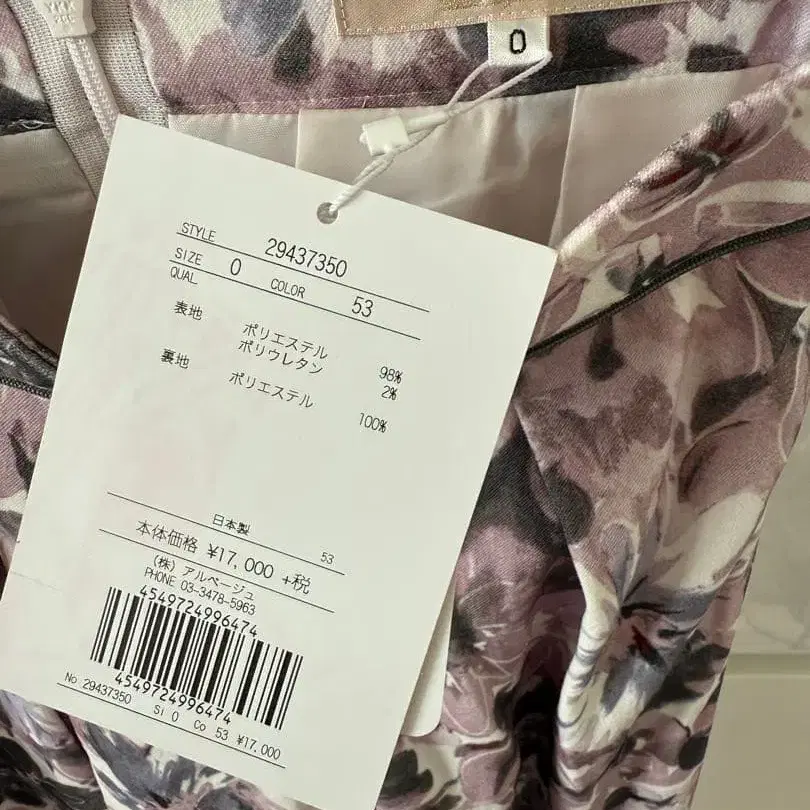 YKK
0
STYLE 29437350
SIZE 0 COLOR 53
QUAL
表地 ポリエステル 98%
ポリウレタン 2%
裏地 ポリエステル 100%
日本製 53
本体価格 ¥17,000 +税
(株) アルページュ
PHONE 03-3478-5963
4549724996474
4549724996474
No 29437350 Si 0 Co 53 ¥17,000